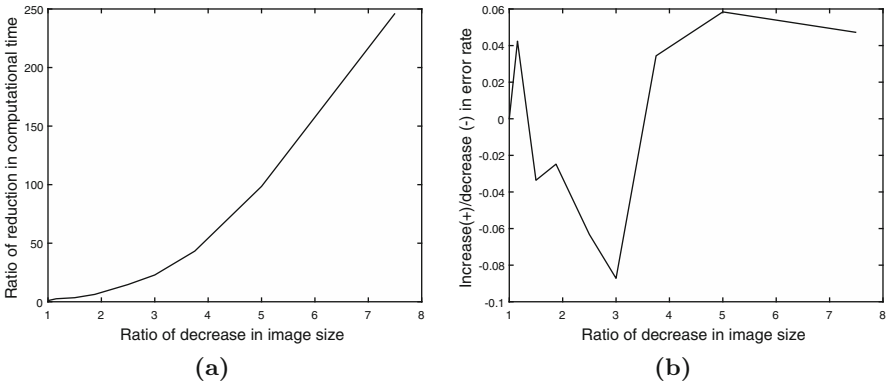 250
200
150
100
50
0
Ratio of reduction in computational time
1 2 3 4 5 6 7 8
Ratio of decrease in image size
(a)
0.06
0.04
0.02
0
-0.02
-0.04
-0.06
-0.08
-0.1
Increase(+)/decrease (-) in error rate
1 2 3 4 5 6 7 8
Ratio of decrease in image size
(b)